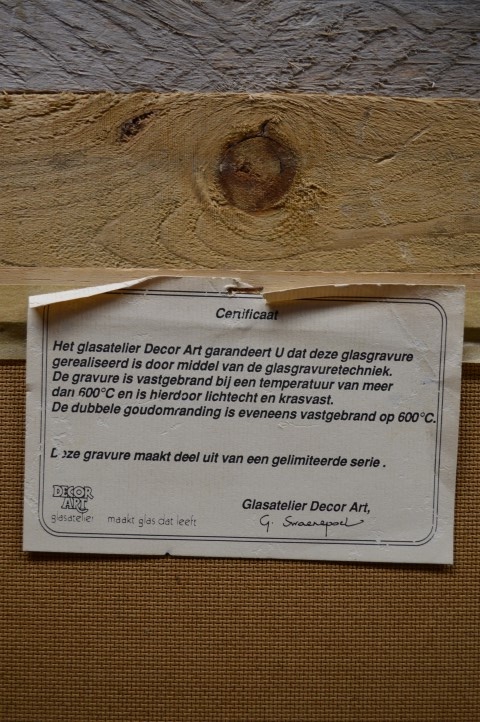 Certificaat
Het glasatelier Decor Art garandeert U dat deze glasgravure
gerealiseerd is door middel van de glasgravuretechniek.
De gravure is vastgebrand bij een temperatuur van meer
dan 600°C en is hierdoor lichtecht en krasvast.
De dubbele goudomranding is eveneens vastgebrand op 600°C.
Deze gravure maakt deel uit van een gelimiteerde serie .
DECOR
ART
glasatelier maakt glas dat leeft
Glasatelier Decor Art,
G.